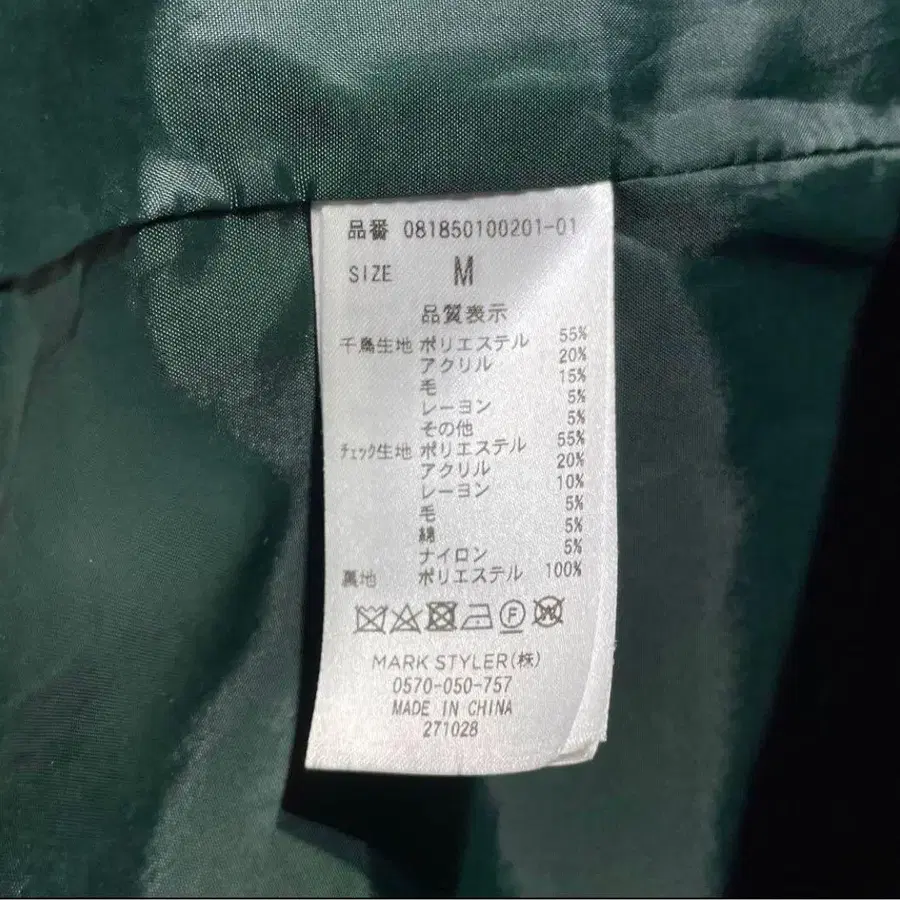 品番 081850100201-01
SIZE M
品質表示
千鳥生地 ポリエステル 55%
アクリル 20%
毛 15%
レーヨン 5%
その他 5%
チェック生地 ポリエステル 55%
アクリル 20%
レーヨン 10%
毛 5%
綿 5%
ナイロン 5%
裏地 ポリエステル 100%
F W
MARK STYLER(株)
0570-050-757
MADE IN CHINA
271028